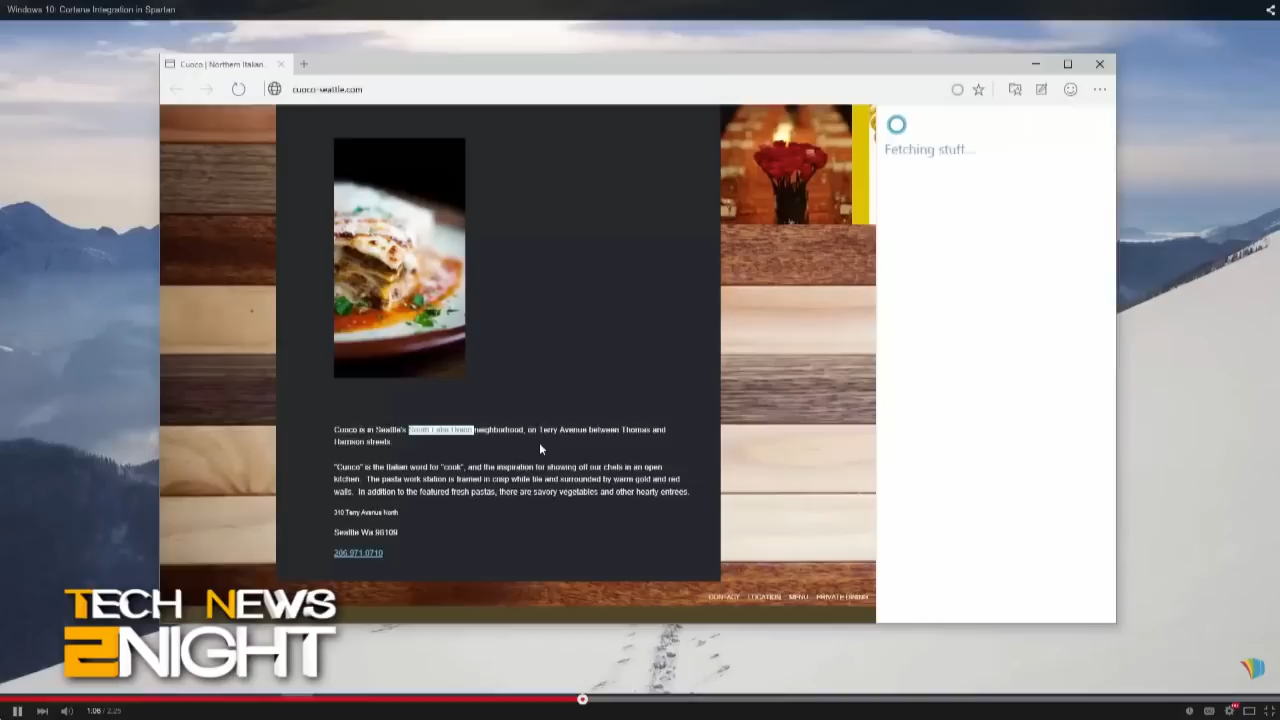 Windows 10: Cortana Integration in Spartan
Cuoco | Northern Italian
cuoco-seattle.com
Fetching stuff...
Cuoco is in Seattle's South Lake Union neighborhood, on Terry Avenue between Thomas and
Harrison streets.
"Cuoco" is the Italian word for "cook", and the inspiration for showing off our chefs in an open
kitchen. The pasta work station is framed in crisp white tile and surrounded by warm gold and red
walls. In addition to the featured fresh pastas, there are savory vegetables and other hearty entrees.
310 Terry Avenue North
Seattle Wa 98109
206.971.0710
CONTACT LOCATION MENU PRIVATE DINING
TECH NEWS
2NIGHT
1:06 / 2:25